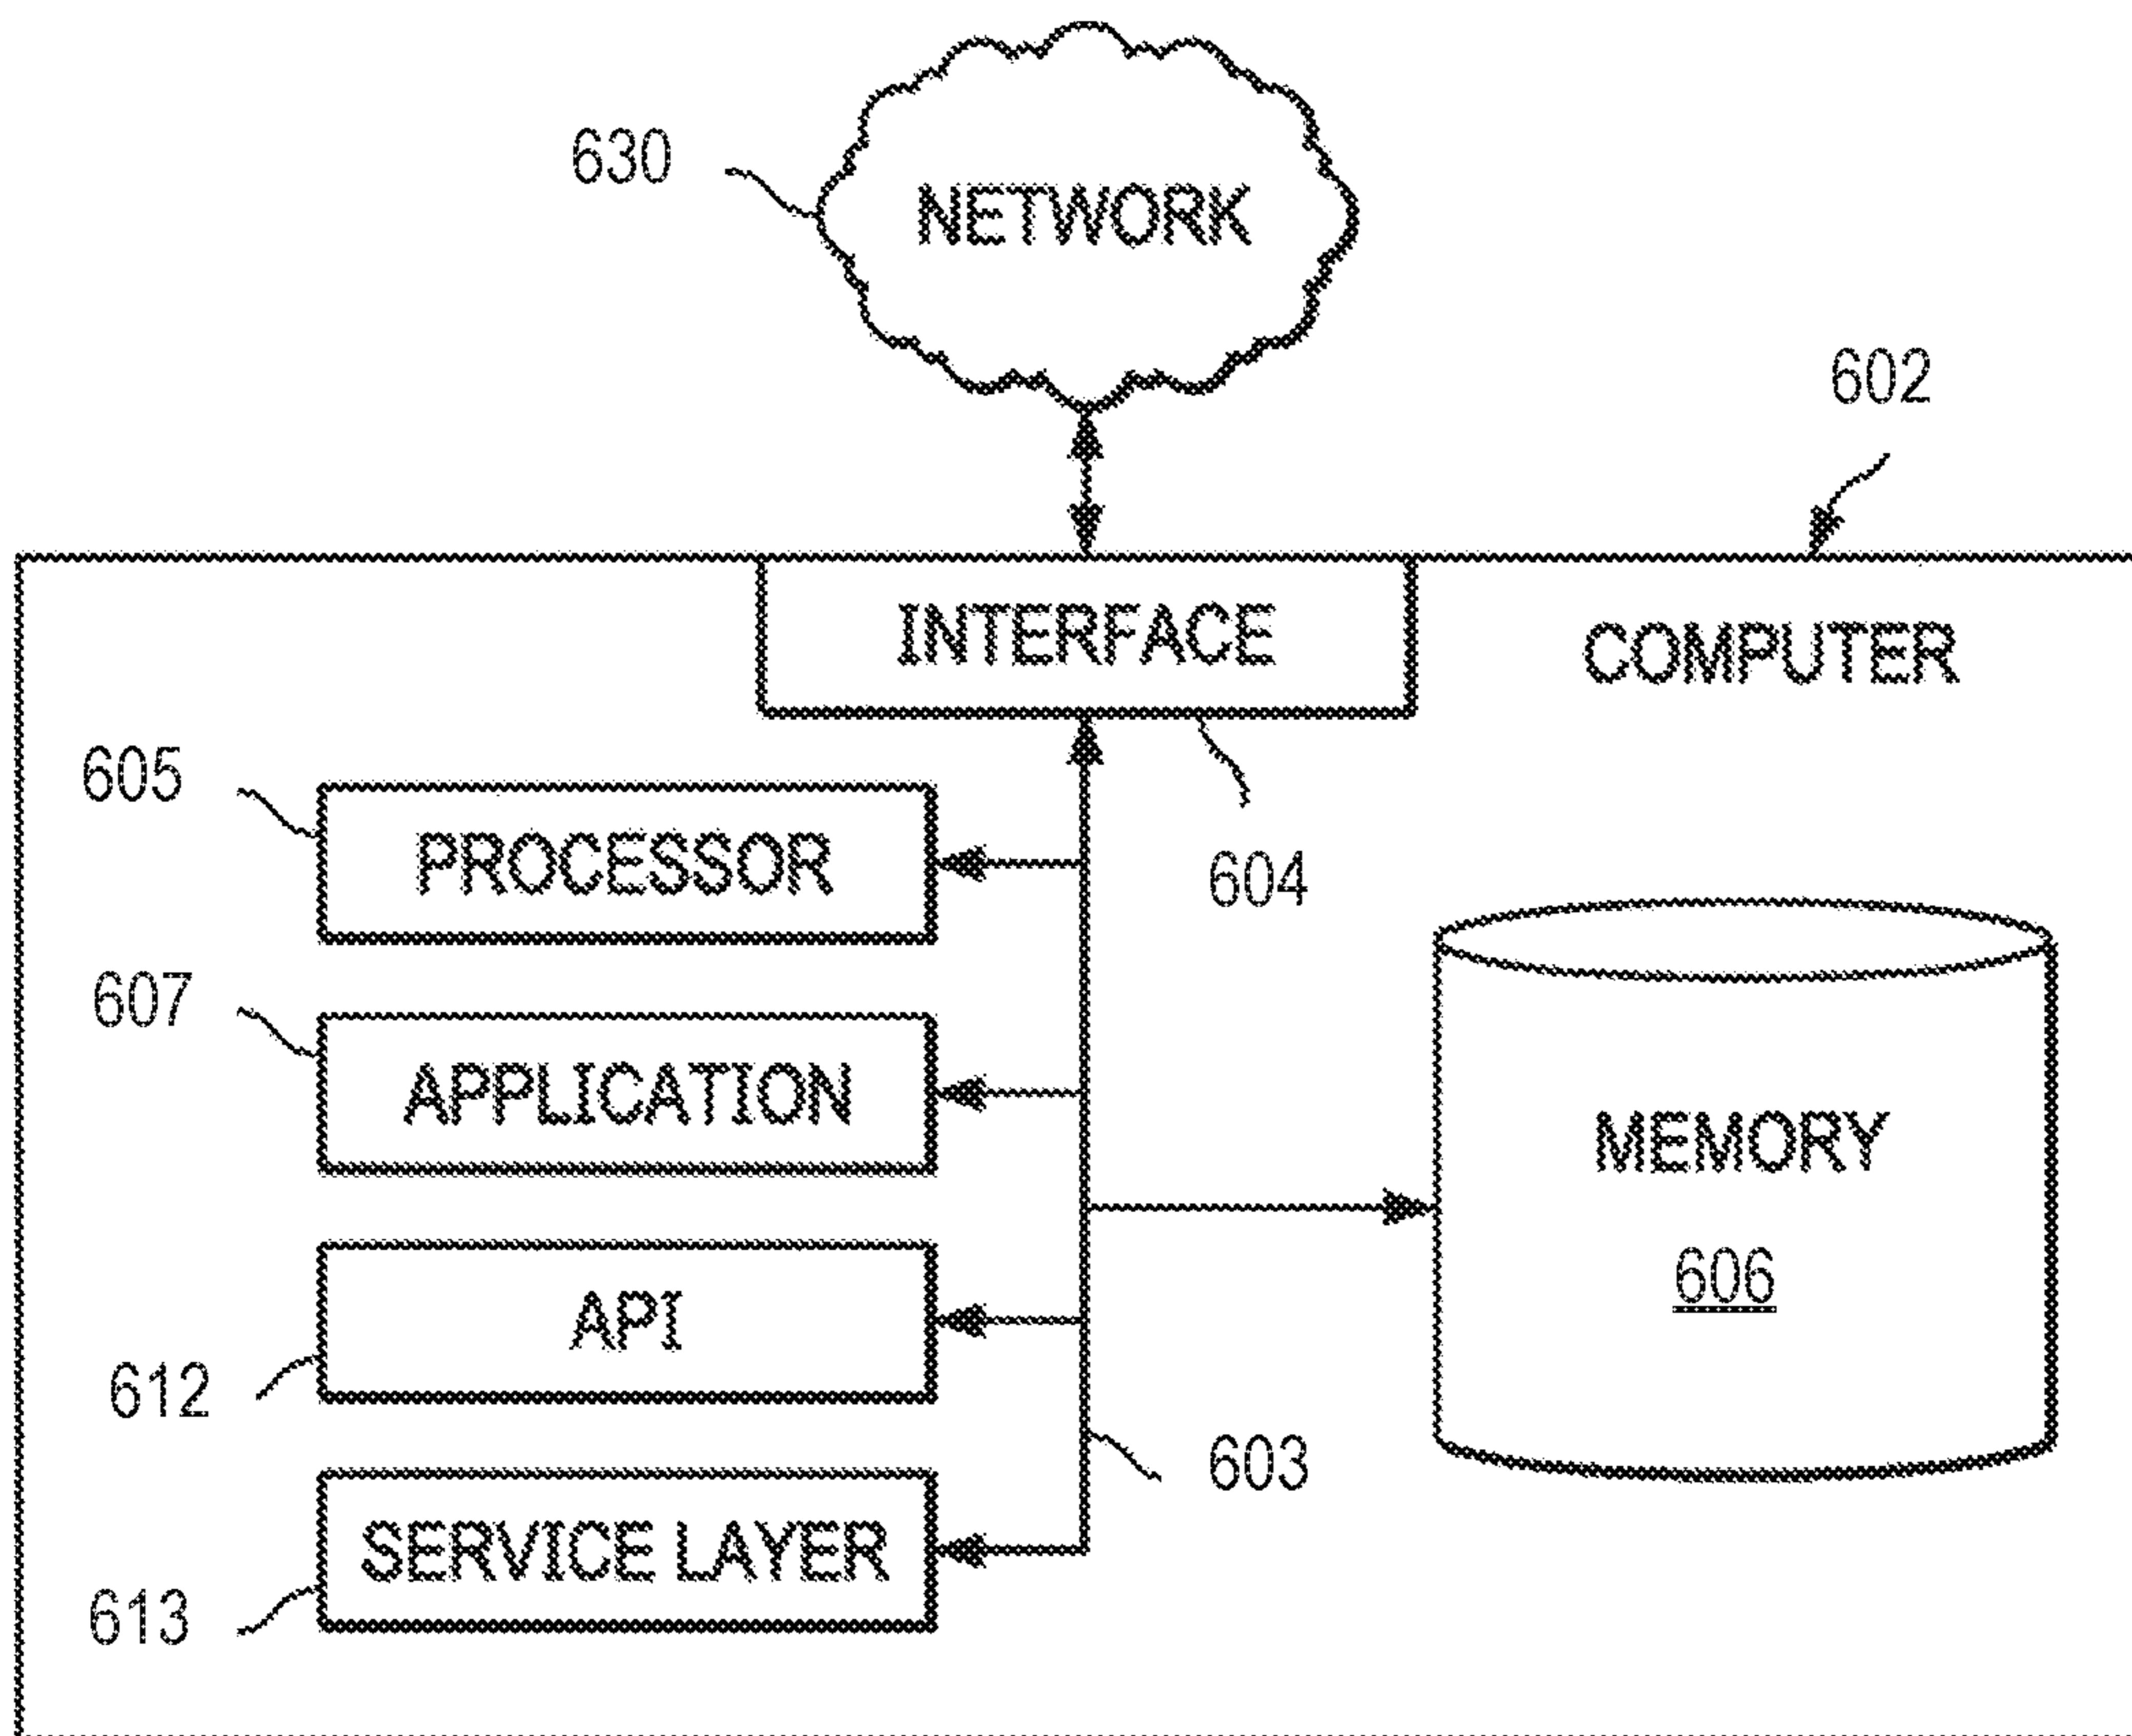 630
NETWORK
602
INTERFACE
COMPUTER
605
PROCESSOR
604
607
APPLICATION
MEMORY
606
API
612
603
SERVICE LAYER
613